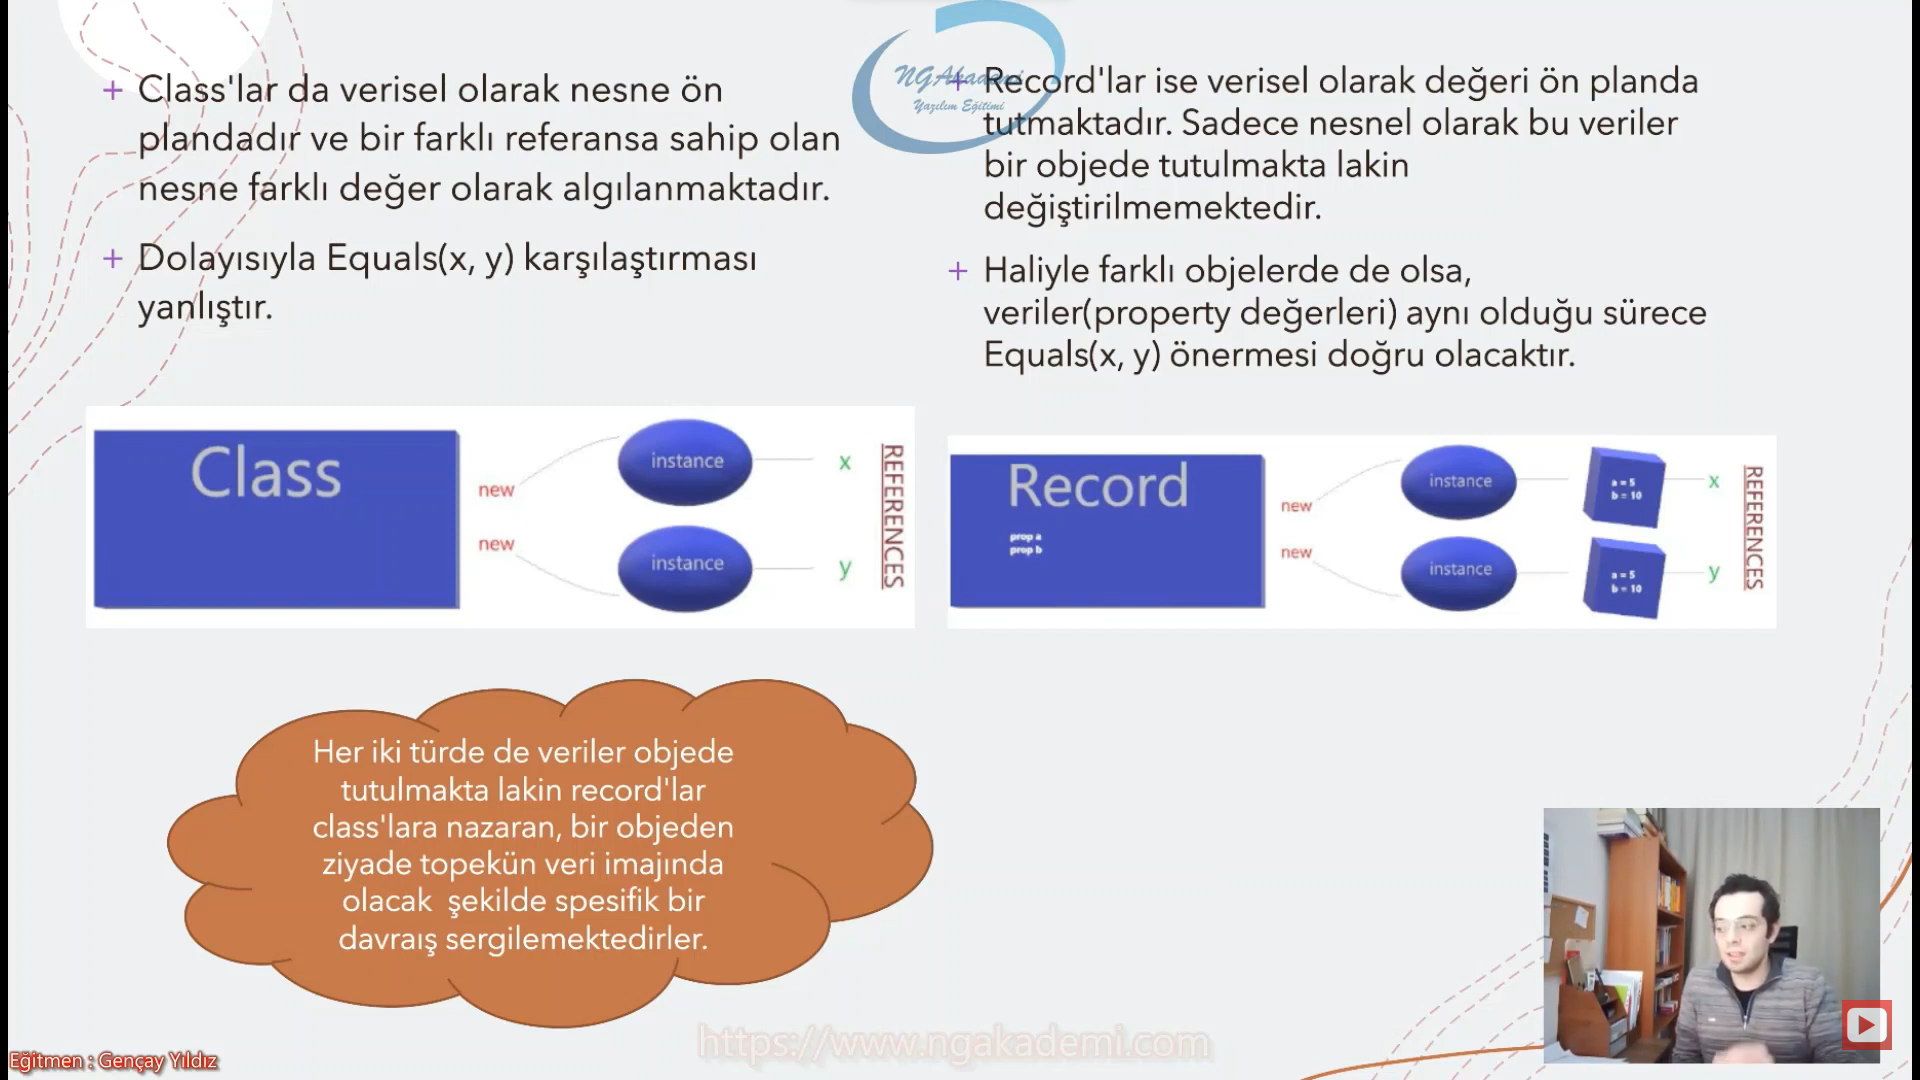 NGAkademi
Yazılım Eğitimi
+ Class'lar da verisel olarak nesne ön
plandadır ve bir farklı referansa sahip olan
nesne farklı değer olarak algılanmaktadır.
+ Dolayısıyla Equals(x, y) karşılaştırması
yanlıştır.
+ Record'lar ise verisel olarak değeri ön planda
tutmaktadır. Sadece nesnel olarak bu veriler
bir objede tutulmakta lakin
değiştirilmemektedir.
+ Haliyle farklı objelerde de olsa,
veriler(property değerleri) aynı olduğu sürece
Equals(x, y) önermesi doğru olacaktır.
Class
new
new
instance
instance
x
y
REFERENCES
Record
prop a
prop b
new
new
instance
instance
a = 5
b = 10
a = 5
b = 10
x
y
REFERENCES
Her iki türde de veriler objede
tutulmakta lakin record'lar
class'lara nazaran, bir objeden
ziyade topekün veri imajında
olacak şekilde spesifik bir
davraış sergilemektedirler.
https://www.ngakademi.com
Eğitmen : Gençay Yıldız